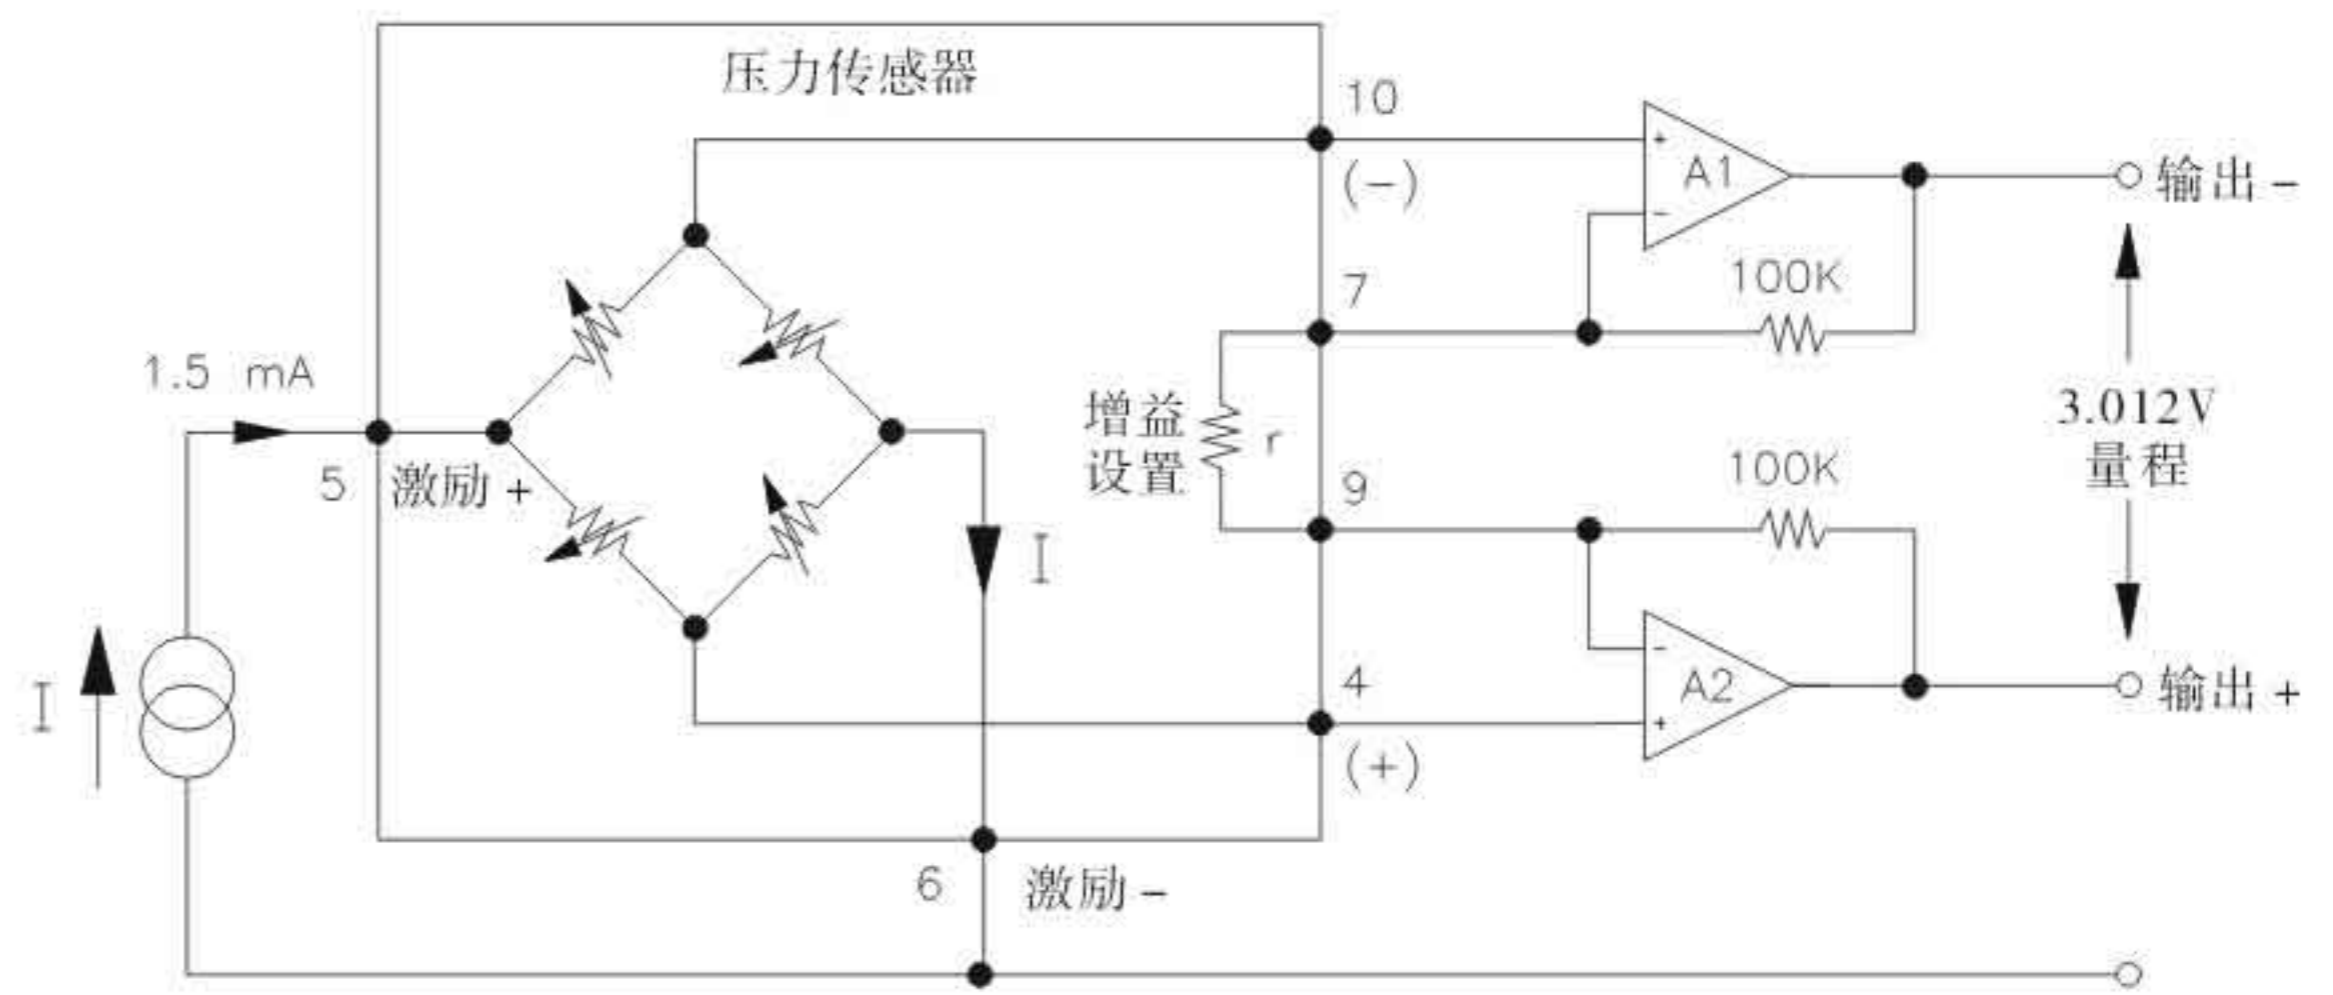 压力传感器
10
(-)
+
A1
-
输出 -
7
100K
1.5 mA
5
激励 +
增益
设置
r
9
100K
3.012V
量程
I
I
4
(+)
-
A2
+
输出 +
6
激励 -